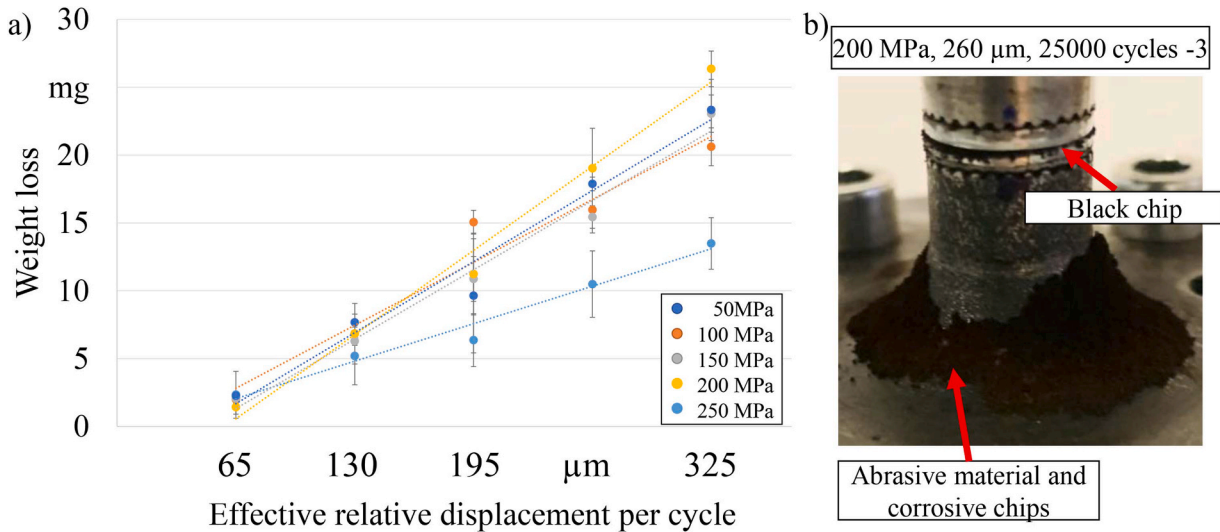 a)
30
mg
20
15
10
5
0
Weight loss
50MPa
100 MPa
150 MPa
200 MPa
250 MPa
65 130 195 µm 325
Effective relative displacement per cycle
b)
200 MPa, 260 µm, 25000 cycles -3
Black chip
Abrasive material and
corrosive chips